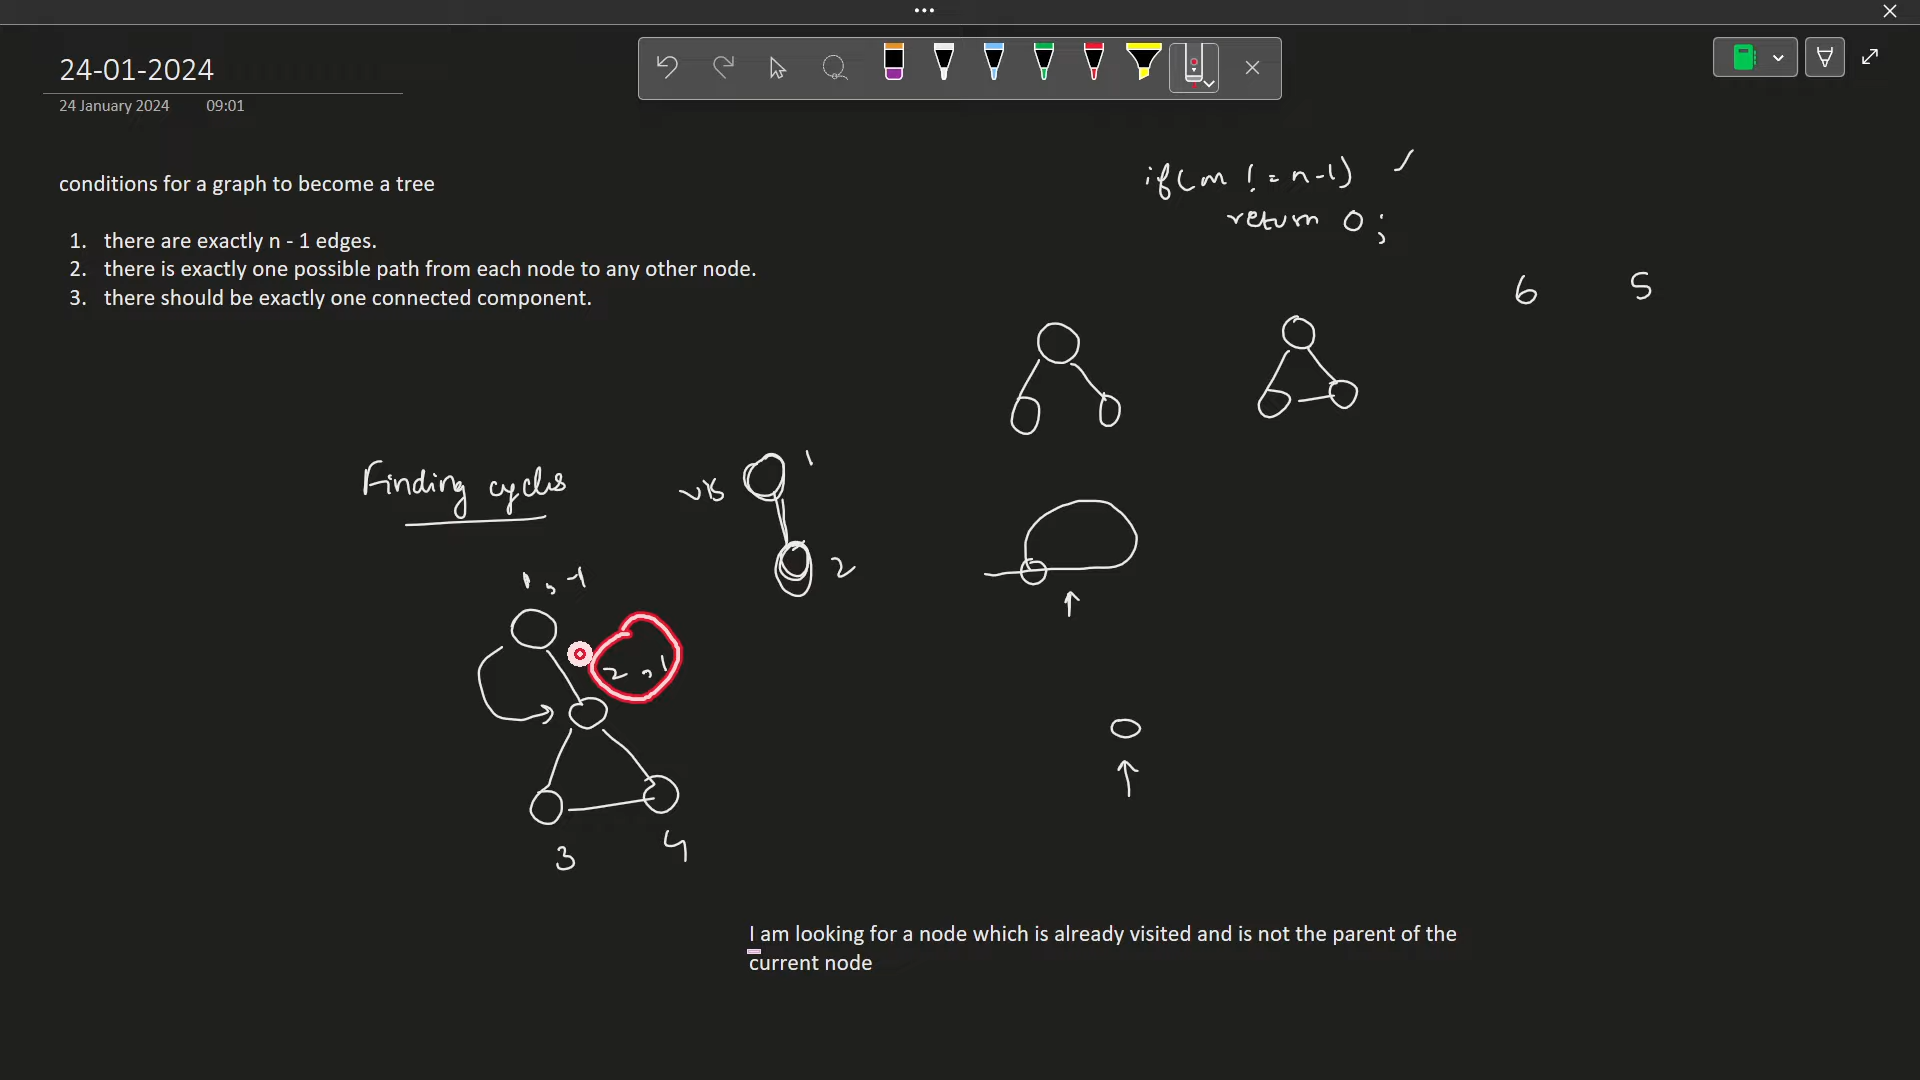 24-01-2024
24 January 2024 09:01
conditions for a graph to become a tree
1. there are exactly n - 1 edges.
2. there is exactly one possible path from each node to any other node.
3. there should be exactly one connected component.
if(m != n-1)
return 0;
6 5
Finding cycles
vis
1
2
1, -1
2, 1
3 4
I am looking for a node which is already visited and is not the parent of the
current node